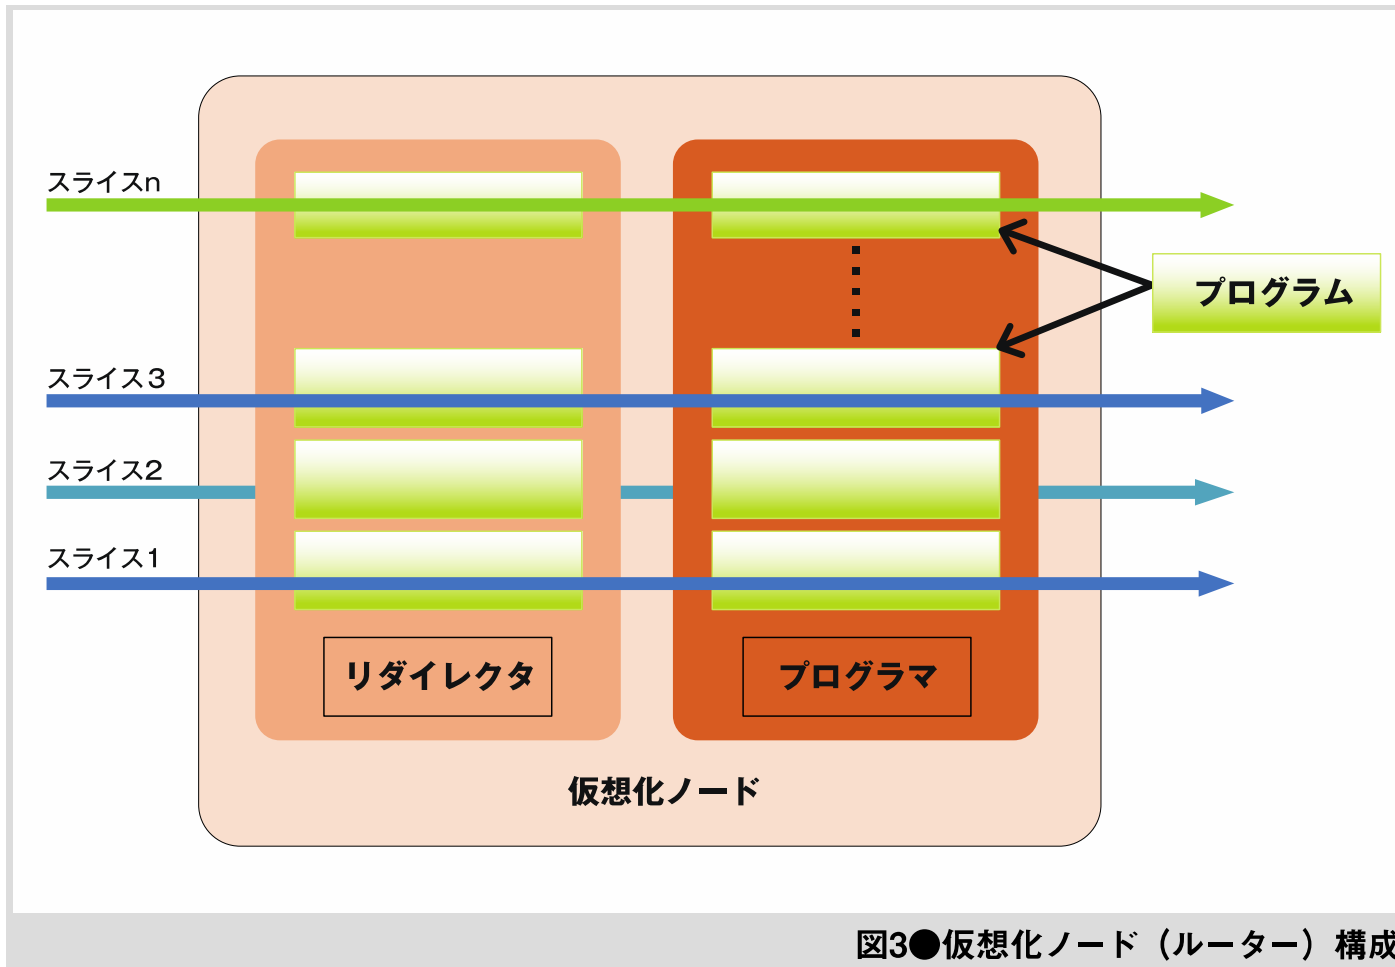 スライスn
プログラム
スライス3
スライス2
スライス1
リダイレクタ
プログラマ
仮想化ノード
図3●仮想化ノード（ルーター）構成